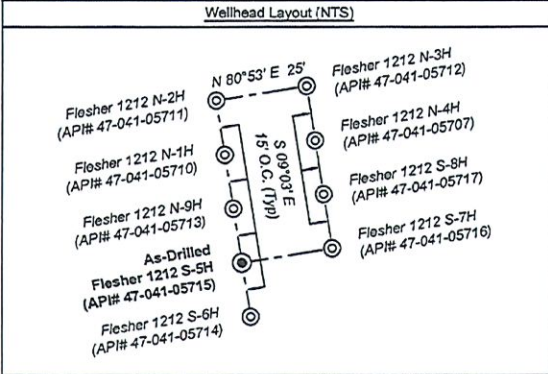 Wellhead Layout (NTS)
N 80°53' E 25'
Flesher 1212 N-3H
(API# 47-041-05712)
Flesher 1212 N-2H
(API# 47-041-05711)
Flesher 1212 N-4H
(API# 47-041-05707)
S 09°03' E
15' O.C. (Typ)
Flesher 1212 N-1H
(API# 47-041-05710)
Flesher 1212 S-8H
(API# 47-041-05717)
Flesher 1212 N-9H
(API# 47-041-05713)
Flesher 1212 S-7H
(API# 47-041-05716)
As-Drilled
Flesher 1212 S-5H
(API# 47-041-05715)
Flesher 1212 S-6H
(API# 47-041-05714)